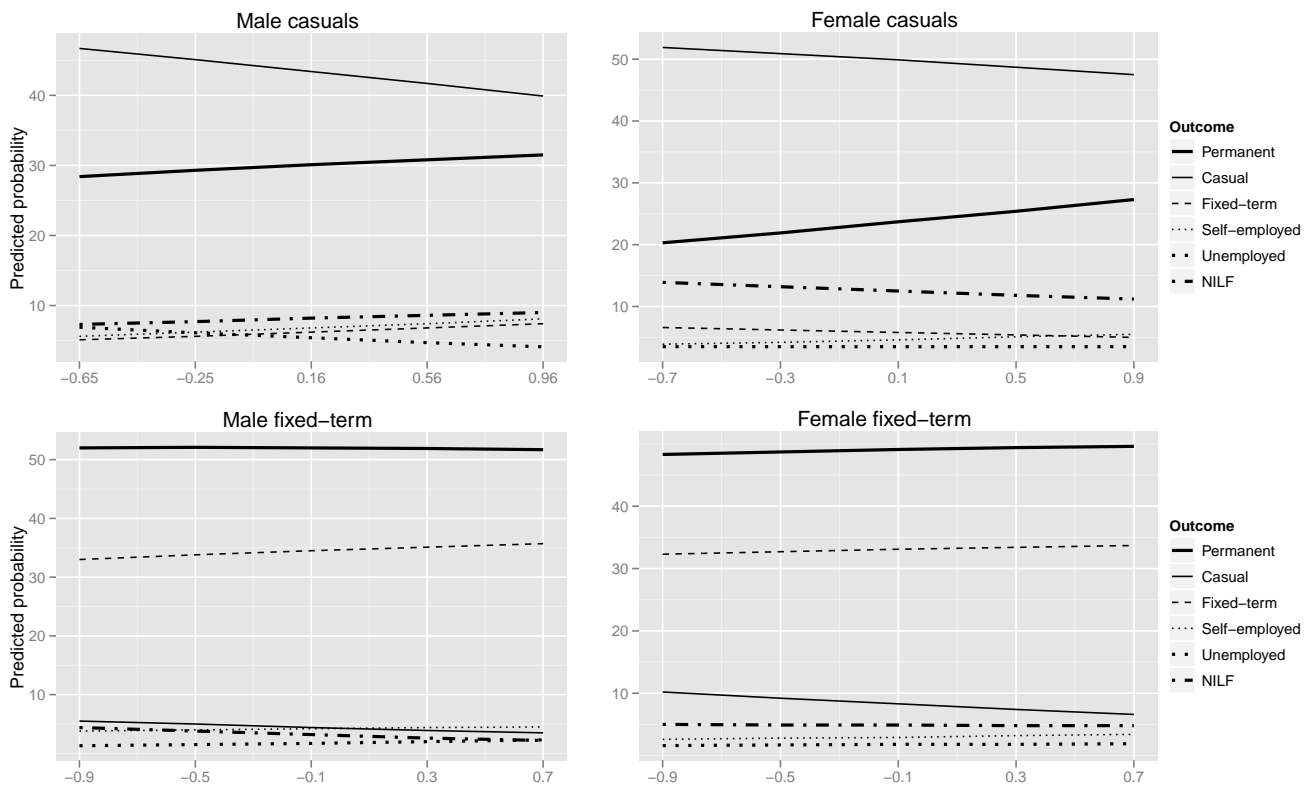 Male casuals
Predicted probability
40
30
20
10
−0.65 −0.25 0.16 0.56 0.96
Female casuals
50
40
30
20
10
−0.7 −0.3 0.1 0.5 0.9
Outcome
Permanent
Casual
Fixed−term
Self−employed
Unemployed
NILF
Male fixed−term
Predicted probability
50
40
30
20
10
−0.9 −0.5 −0.1 0.3 0.7
Female fixed−term
40
30
20
10
−0.9 −0.5 −0.1 0.3 0.7
Outcome
Permanent
Casual
Fixed−term
Self−employed
Unemployed
NILF